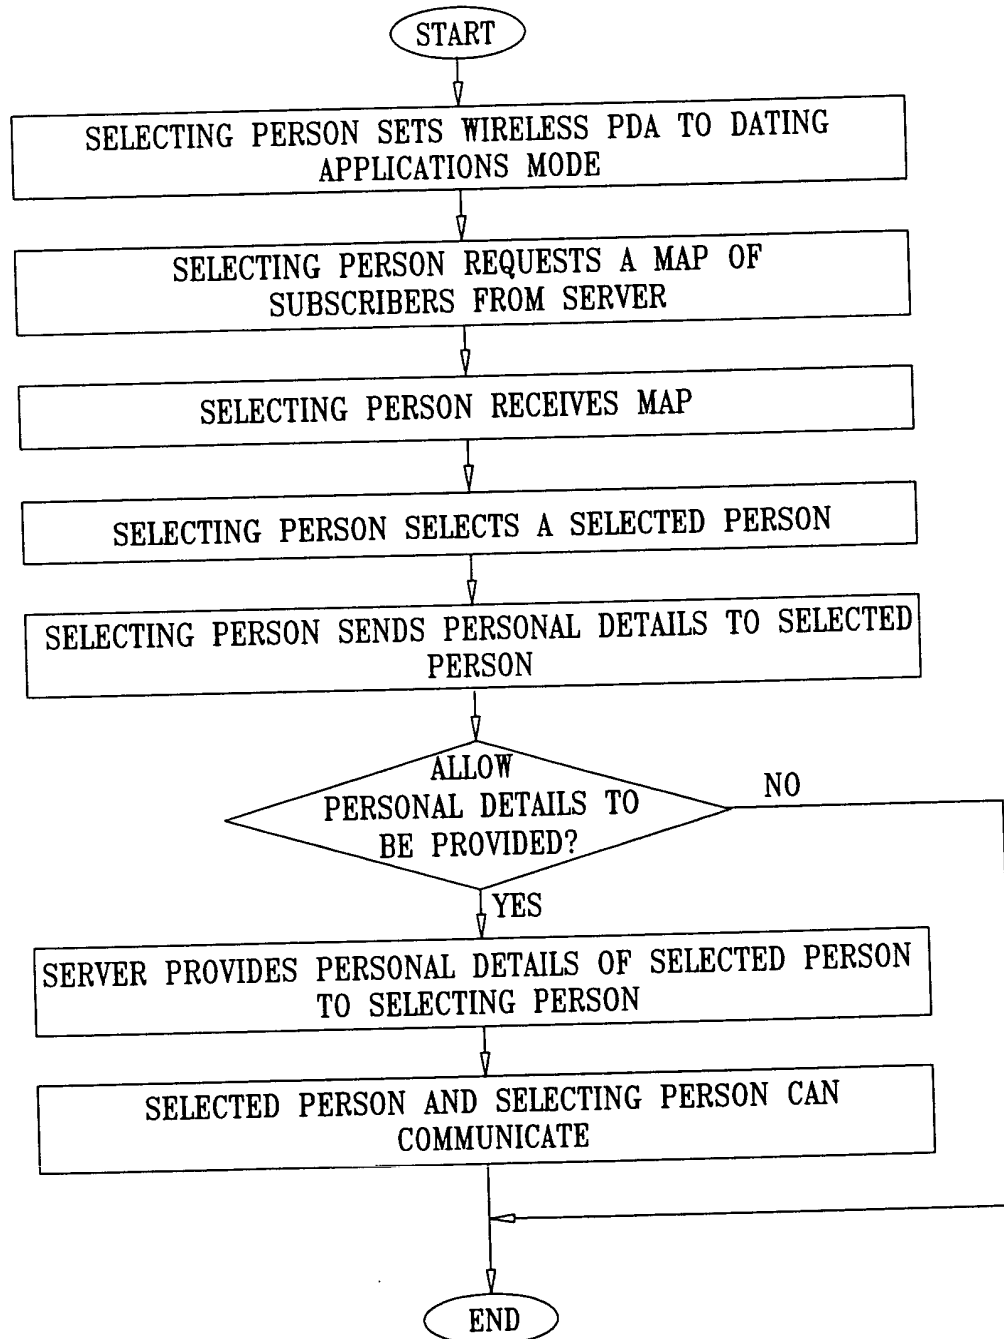 START
SELECTING PERSON SETS WIRELESS PDA TO DATING
APPLICATIONS MODE
SELECTING PERSON REQUESTS A MAP OF
SUBSCRIBERS FROM SERVER
SELECTING PERSON RECEIVES MAP
SELECTING PERSON SELECTS A SELECTED PERSON
SELECTING PERSON SENDS PERSONAL DETAILS TO SELECTED
PERSON
ALLOW
PERSONAL DETAILS TO
BE PROVIDED?
NO
YES
SERVER PROVIDES PERSONAL DETAILS OF SELECTED PERSON
TO SELECTING PERSON
SELECTED PERSON AND SELECTING PERSON CAN
COMMUNICATE
END